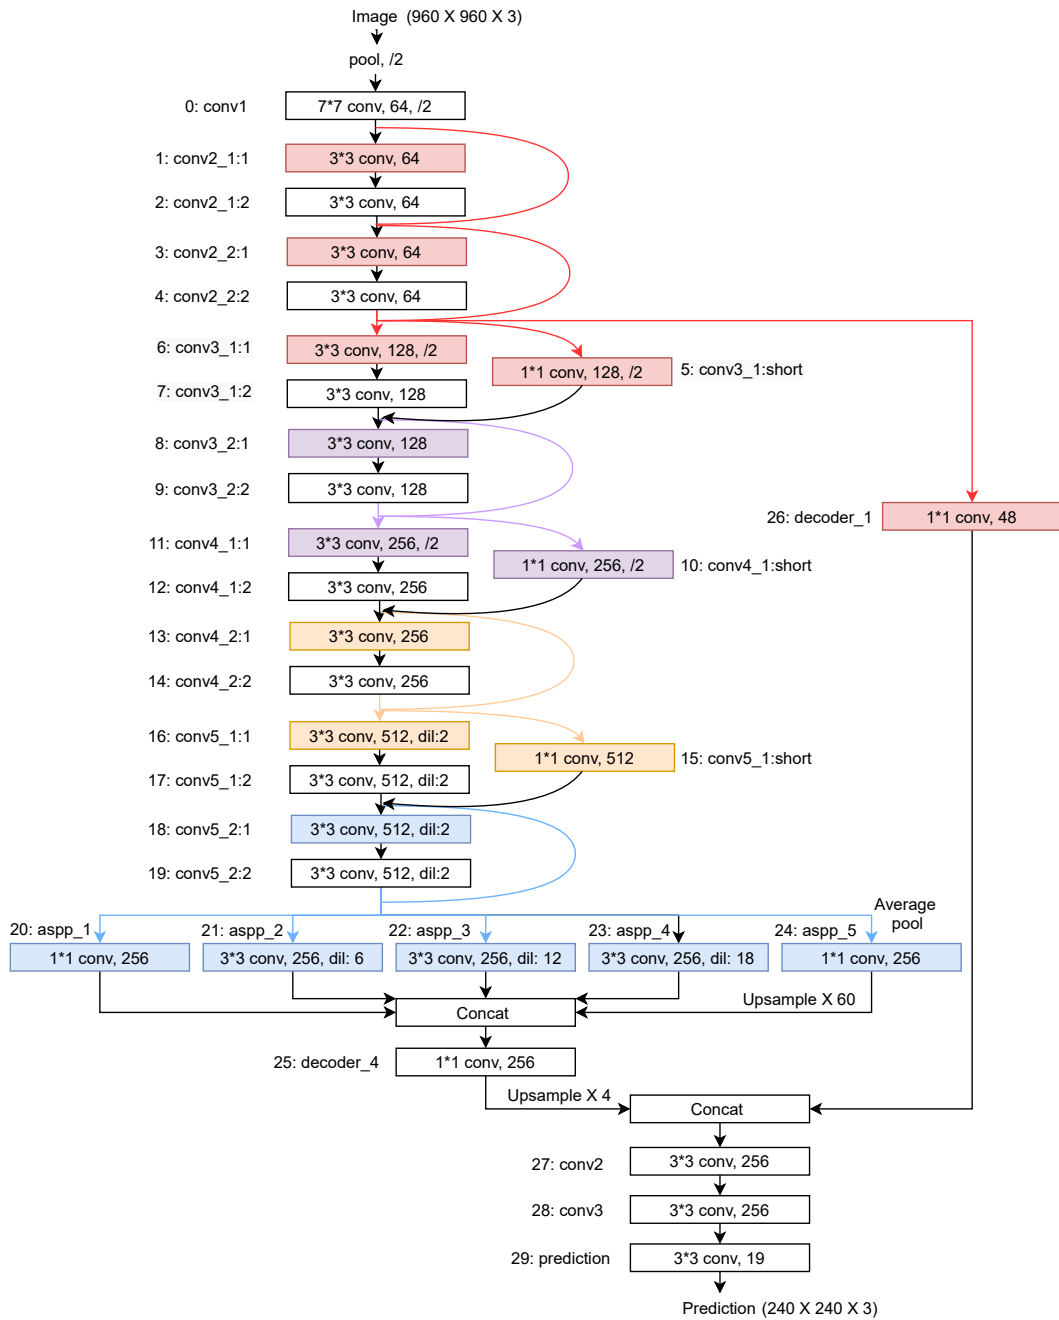 Image (960 X 960 X 3)
pool, /2
0: conv1
7*7 conv, 64, /2
1: conv2_1:1
3*3 conv, 64
2: conv2_1:2
3*3 conv, 64
3: conv2_2:1
3*3 conv, 64
4: conv2_2:2
3*3 conv, 64
6: conv3_1:1
3*3 conv, 128, /2
1*1 conv, 128, /2
5: conv3_1:short
7: conv3_1:2
3*3 conv, 128
8: conv3_2:1
3*3 conv, 128
9: conv3_2:2
3*3 conv, 128
26: decoder_1
1*1 conv, 48
11: conv4_1:1
3*3 conv, 256, /2
1*1 conv, 256, /2
10: conv4_1:short
12: conv4_1:2
3*3 conv, 256
13: conv4_2:1
3*3 conv, 256
14: conv4_2:2
3*3 conv, 256
16: conv5_1:1
3*3 conv, 512, dil:2
1*1 conv, 512
15: conv5_1:short
17: conv5_1:2
3*3 conv, 512, dil:2
18: conv5_2:1
3*3 conv, 512, dil:2
19: conv5_2:2
3*3 conv, 512, dil:2
Average
pool
20: aspp_1
21: aspp_2
22: aspp_3
23: aspp_4
24: aspp_5
1*1 conv, 256
3*3 conv, 256, dil: 6
3*3 conv, 256, dil: 12
3*3 conv, 256, dil: 18
1*1 conv, 256
Upsample X 60
Concat
25: decoder_4
1*1 conv, 256
Upsample X 4
Concat
27: conv2
3*3 conv, 256
28: conv3
3*3 conv, 256
29: prediction
3*3 conv, 19
Prediction (240 X 240 X 3)